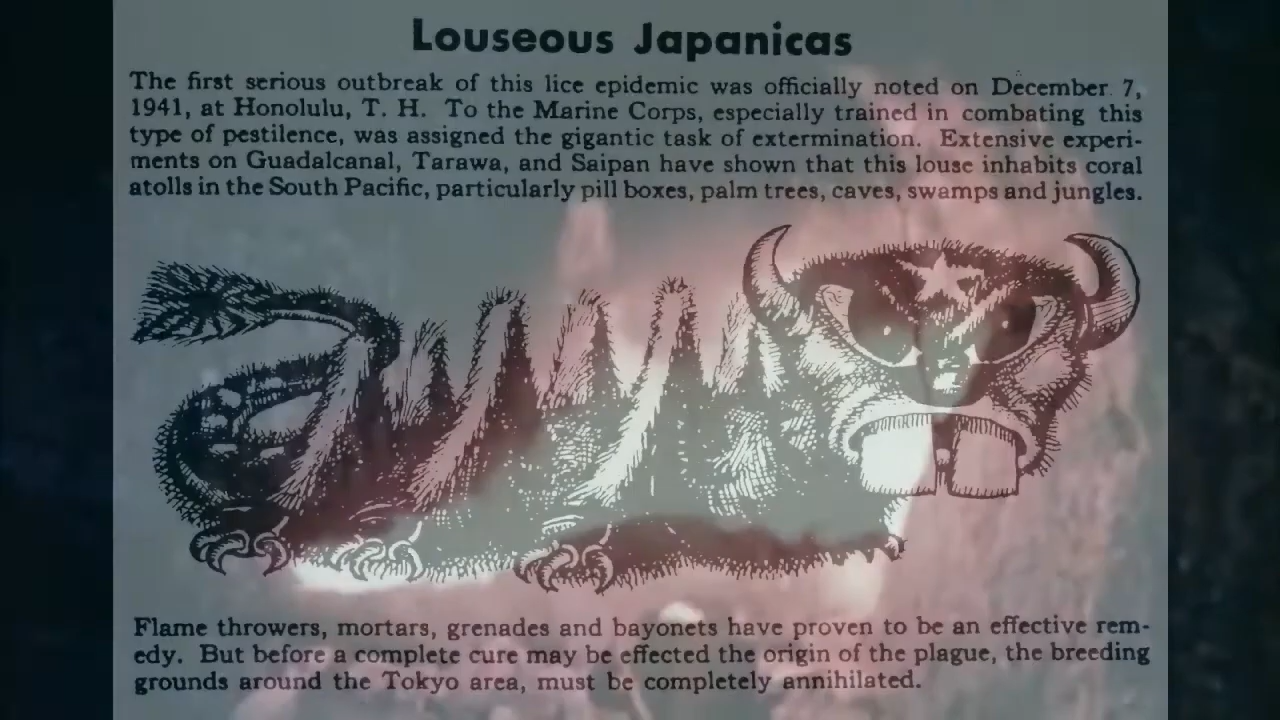 Louseous Japanicas
The first serious outbreak of this lice epidemic was officially noted on December 7,
1941, at Honolulu, T. H. To the Marine Corps, especially trained in combating this
type of pestilence, was assigned the gigantic task of extermination. Extensive experi-
ments on Guadalcanal, Tarawa, and Saipan have shown that this louse inhabits coral
atolls in the South Pacific, particularly pill boxes, palm trees, caves, swamps and jungles.
Flame throwers, mortars, grenades and bayonets have proven to be an effective rem-
edy. But before a complete cure may be effected the origin of the plague, the breeding
grounds around the Tokyo area, must be completely annihilated.